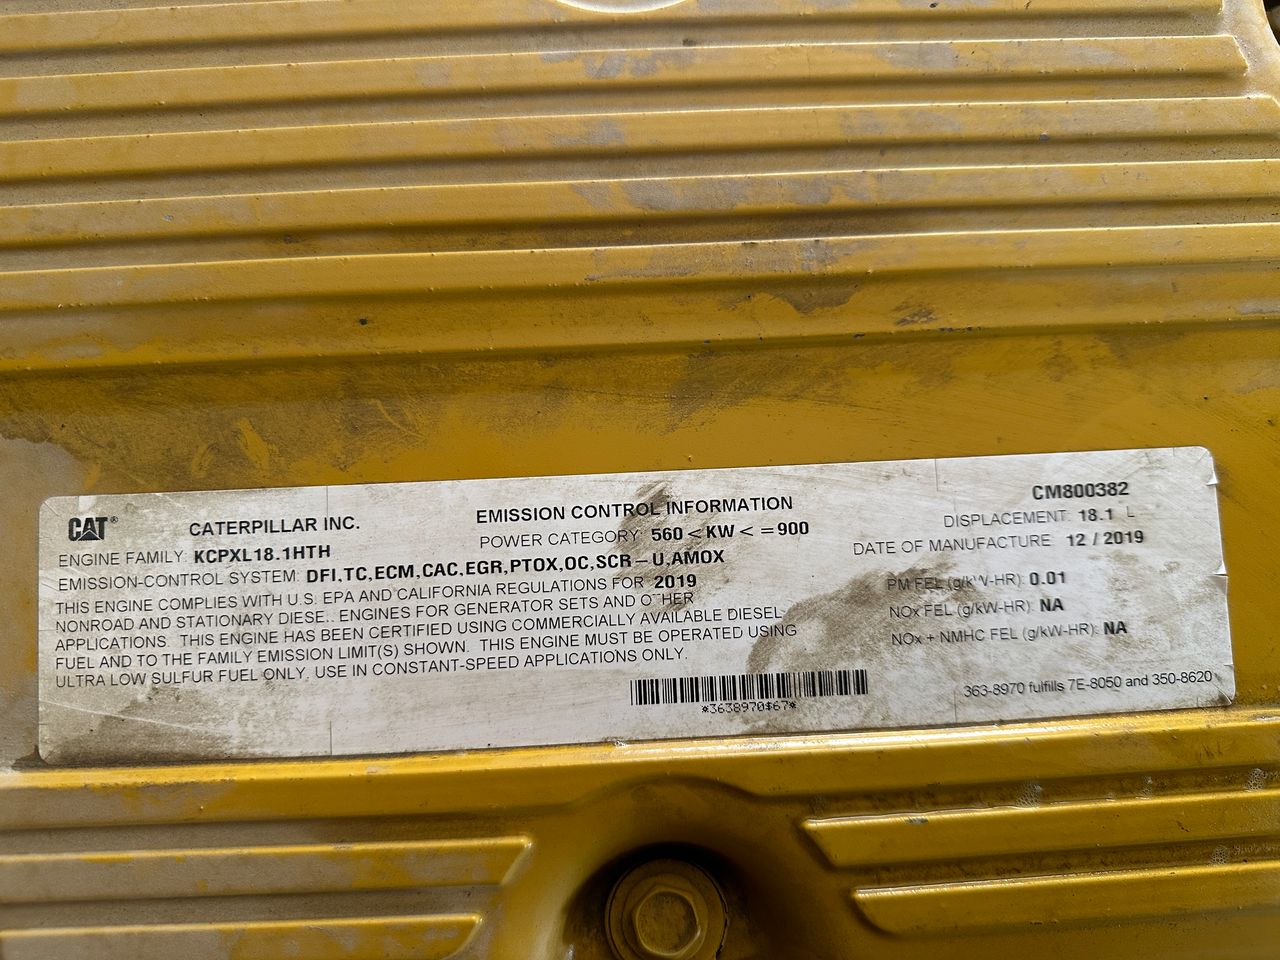 CAT®
CATERPILLAR INC.
EMISSION CONTROL INFORMATION
CM800382
ENGINE FAMILY: KCPXL18.1HTH
POWER CATEGORY: 560 < KW < =900
DISPLACEMENT: 18.1 L
EMISSION-CONTROL SYSTEM: DFI,TC,ECM,CAC,EGR,PTOX,OC,SCR-U,AMOX
DATE OF MANUFACTURE: 12 / 2019
THIS ENGINE COMPLIES WITH U.S. EPA AND CALIFORNIA REGULATIONS FOR 2019
NONROAD AND STATIONARY DIESEL ENGINES FOR GENERATOR SETS AND OTHER
APPLICATIONS. THIS ENGINE HAS BEEN CERTIFIED USING COMMERCIALLY AVAILABLE DIESEL
FUEL AND TO THE FAMILY EMISSION LIMIT(S) SHOWN. THIS ENGINE MUST BE OPERATED USING
ULTRA LOW SULFUR FUEL ONLY. USE IN CONSTANT-SPEED APPLICATIONS ONLY.
PM FEL (g/kW-HR): 0.01
NOx FEL (g/kW-HR): NA
NOx + NMHC FEL (g/kW-HR): NA
*3638970$67*
363-8970 fulfills 7E-8050 and 350-8620